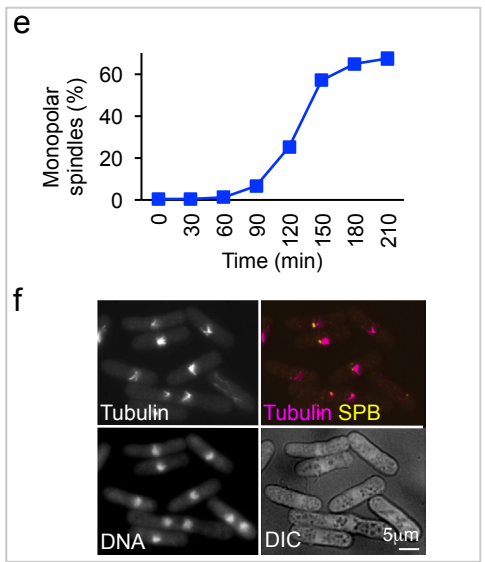 e
Monopolar
spindles (%)
60
40
20
0
0 30 60 90 120 150 180 210
Time (min)
f
Tubulin
Tubulin SPB
DNA
DIC
5μm